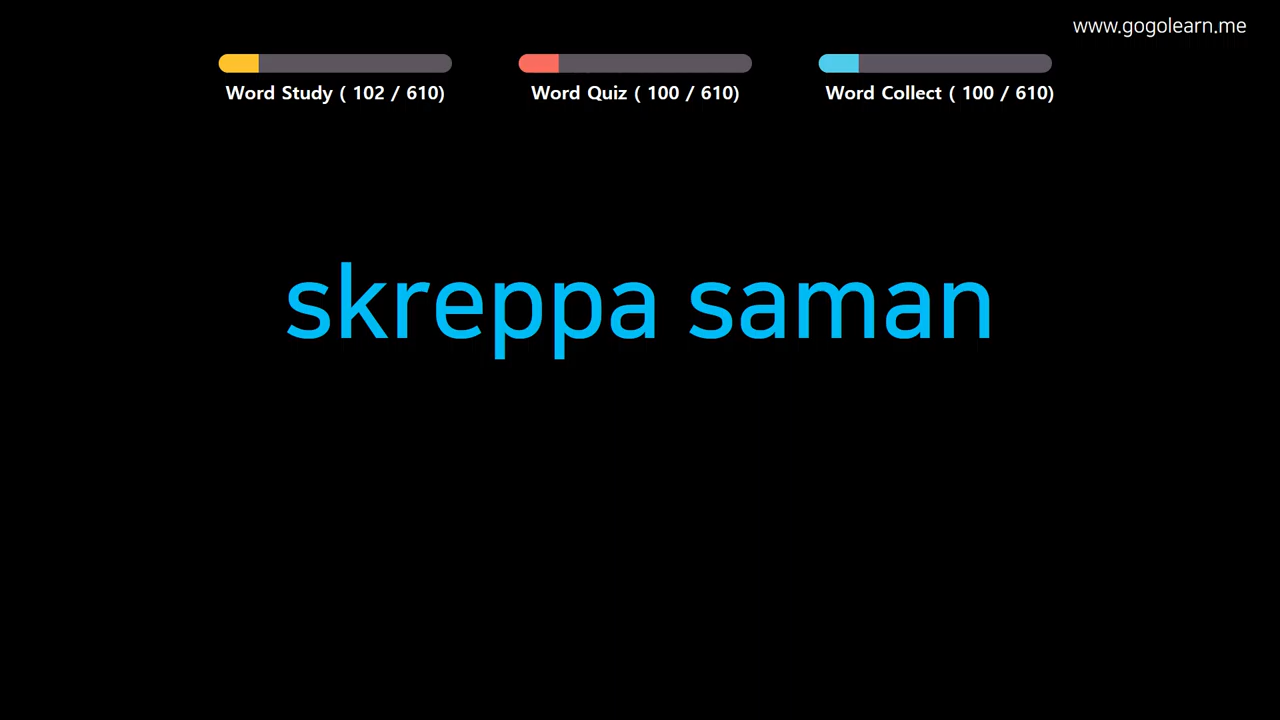 www.gogolearn.me
Word Study ( 102 / 610)
Word Quiz ( 100 / 610)
Word Collect ( 100 / 610)
skreppa saman